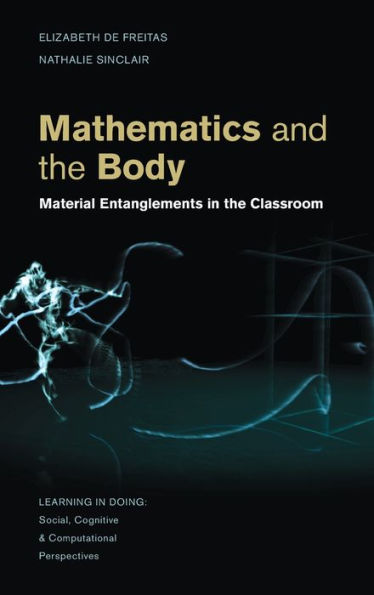 ELIZABETH DE FREITAS
NATHALIE SINCLAIR
Mathematics and
the Body
Material Entanglements in the Classroom
LEARNING IN DOING:
Social, Cognitive
& Computational
Perspectives